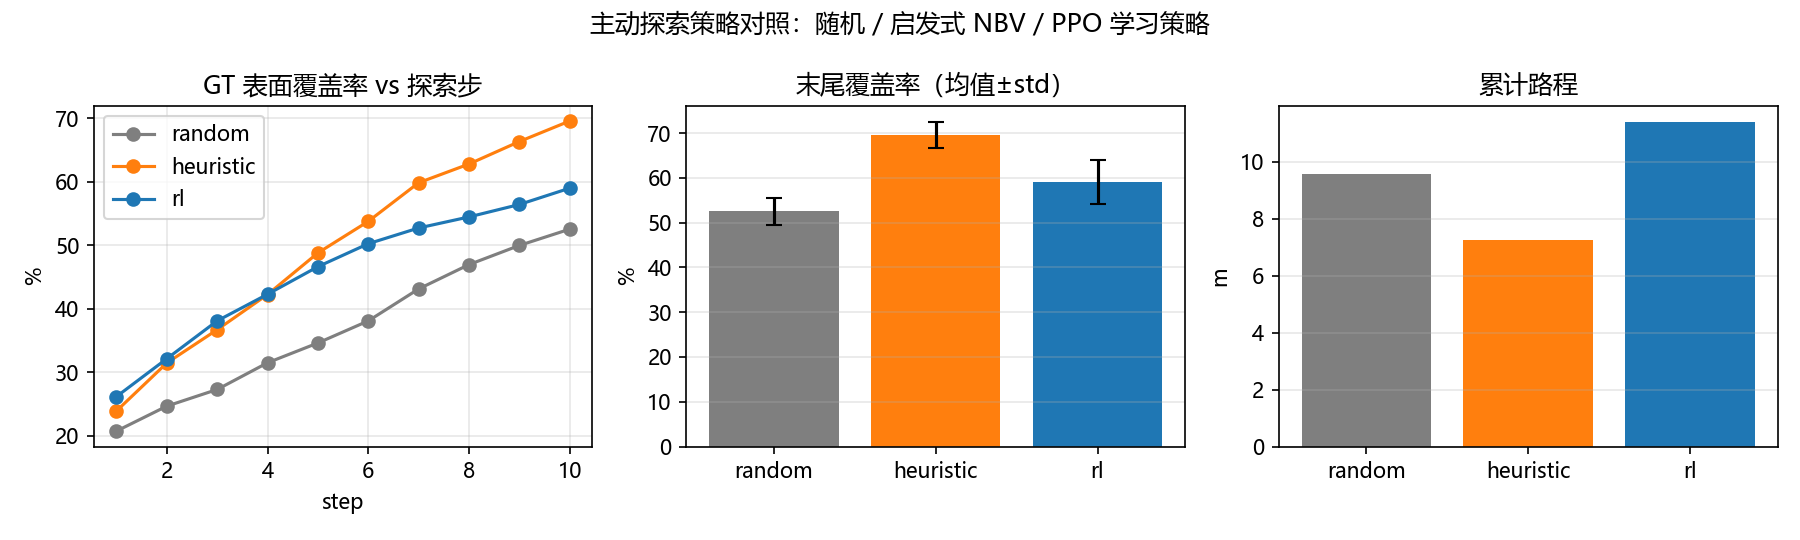 主动探索策略对照：随机 / 启发式 NBV / PPO 学习策略
GT 表面覆盖率 vs 探索步
%
70
60
50
40
30
20
random
heuristic
rl
2
4
6
8
10
step
末尾覆盖率（均值±std）
%
70
60
50
40
30
20
10
0
random
heuristic
rl
累计路程
m
10
8
6
4
2
0
random
heuristic
rl